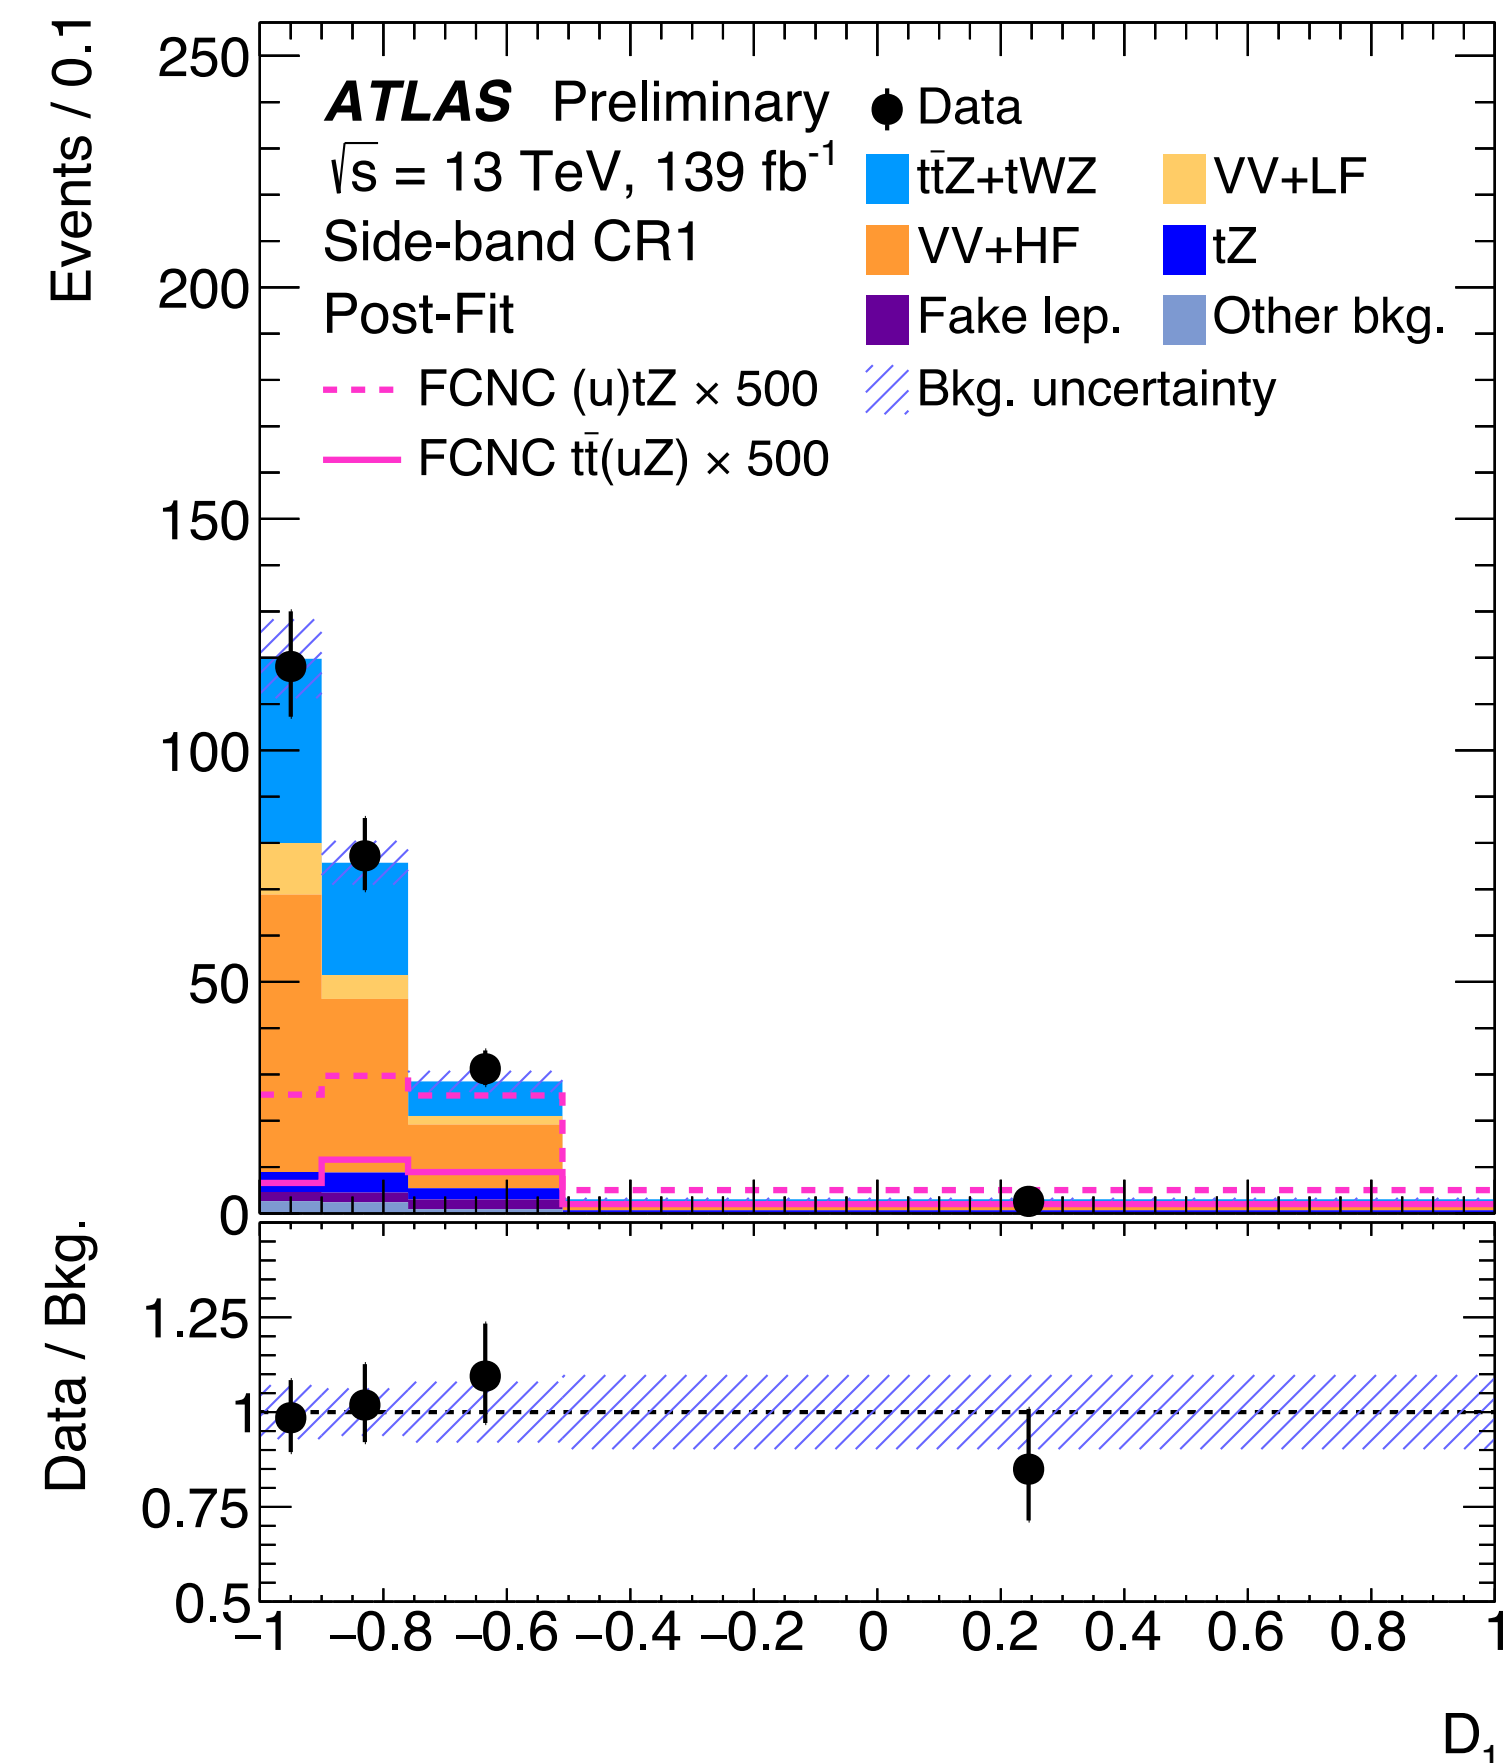 Events / 0.1
250
200
150
100
50
0
ATLAS Preliminary
√s = 13 TeV, 139 fb⁻¹
Side-band CR1
Post-Fit
FCNC (u)tZ × 500
FCNC tt̄(uZ) × 500
Data
tt̄Z+tWZ
VV+LF
VV+HF
tZ
Fake lep.
Other bkg.
Bkg. uncertainty
Data / Bkg.
1.25
1
0.75
0.5
−1 −0.8 −0.6 −0.4 −0.2 0 0.2 0.4 0.6 0.8 1
D₁